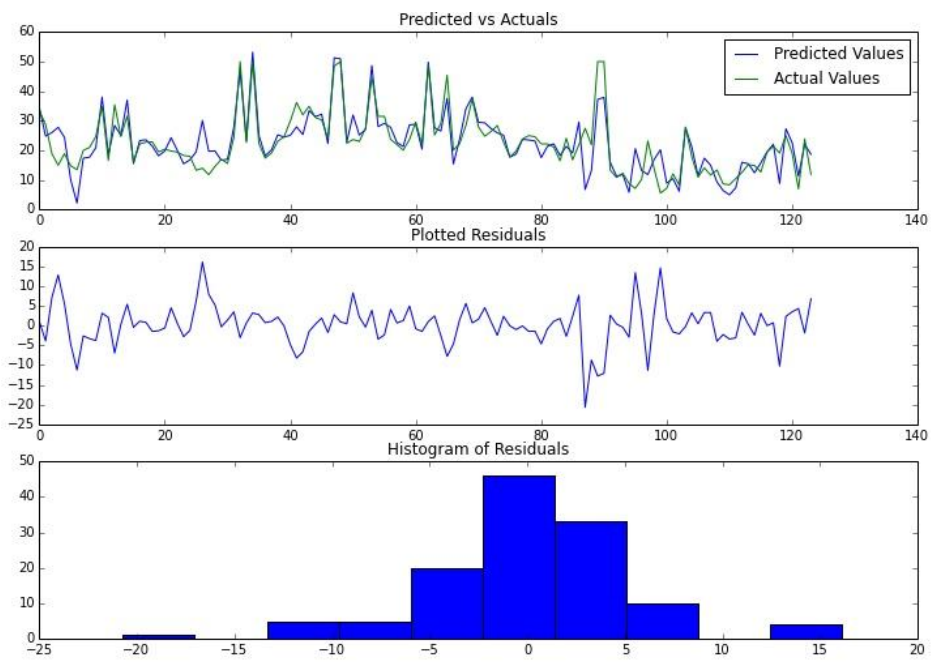 Predicted vs Actuals
60
50
40
30
20
10
0
Predicted Values
Actual Values
0 20 40 60 80 100 120 140
Plotted Residuals
20
15
10
5
0
−5
−10
−15
−20
−25
0 20 40 60 80 100 120 140
Histogram of Residuals
50
40
30
20
10
0
−25 −20 −15 −10 −5 0 5 10 15 20